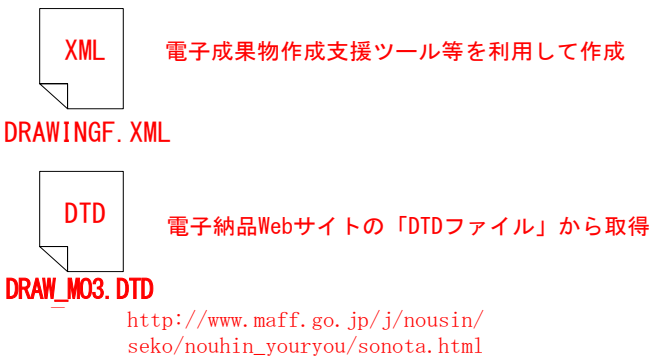 XML
電子成果物作成支援ツール等を利用して作成
DRAWINGF.XML
DTD
電子納品Webサイトの「DTDファイル」から取得
DRAW_M03.DTD
http://www.maff.go.jp/j/nousin/
seko/nouhin_youryou/sonota.html